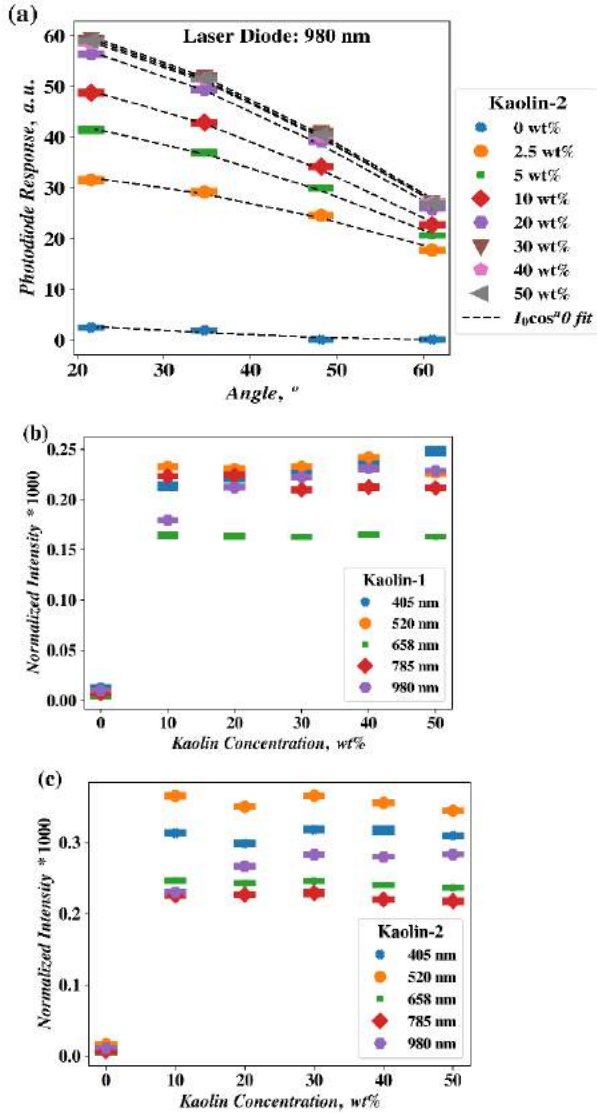 (a)
Laser Diode: 980 nm
Photodiode Response, a.u.
60
50
40
30
20
10
0
20
30
40
50
60
Angle, °
Kaolin-2
0 wt%
2.5 wt%
5 wt%
10 wt%
20 wt%
30 wt%
40 wt%
50 wt%
I₀cosⁿθ fit
(b)
Normalized Intensity * 1000
0.25
0.20
0.15
0.10
0.05
0.00
0
10
20
30
40
50
Kaolin Concentration, wt%
Kaolin-1
405 nm
520 nm
658 nm
785 nm
980 nm
(c)
Normalized Intensity * 1000
0.3
0.2
0.1
0.0
0
10
20
30
40
50
Kaolin Concentration, wt%
Kaolin-2
405 nm
520 nm
658 nm
785 nm
980 nm